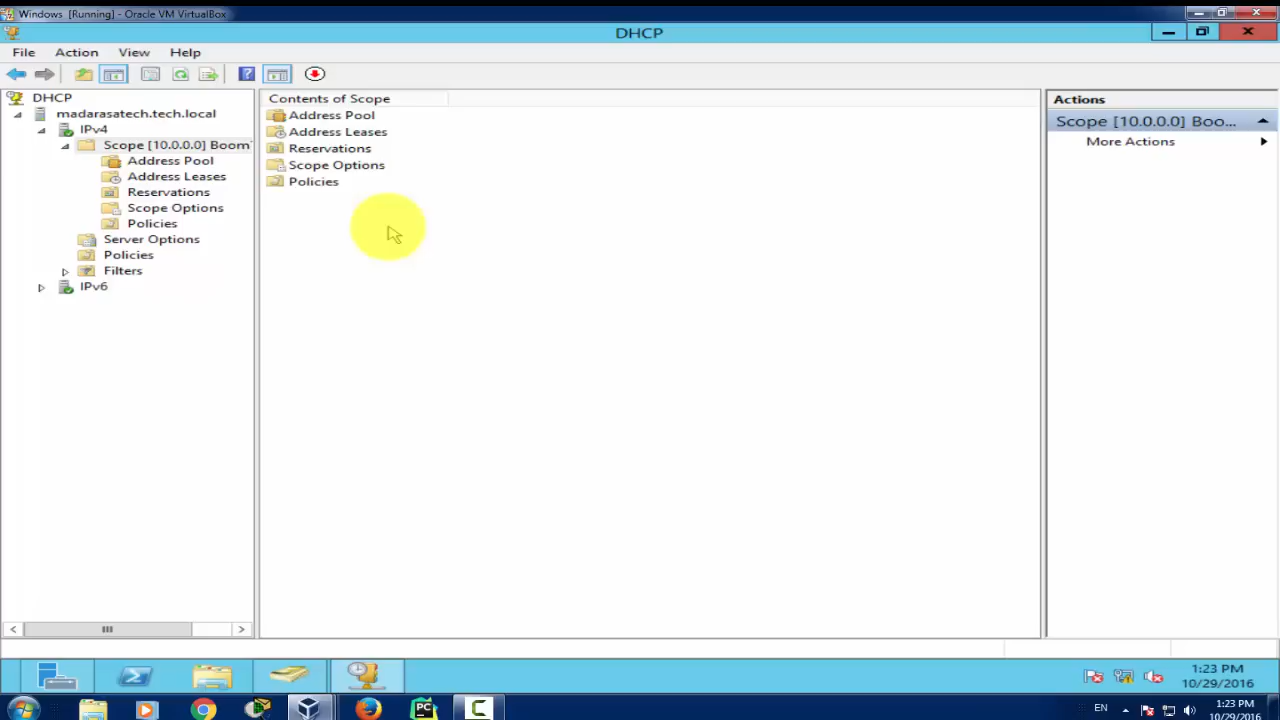 Windows [Running] - Oracle VM VirtualBox
DHCP
File Action View Help
DHCP
madarasatech.tech.local
IPv4
Scope [10.0.0.0] Boom
Address Pool
Address Leases
Reservations
Scope Options
Policies
Server Options
Policies
Filters
IPv6
Contents of Scope
Address Pool
Address Leases
Reservations
Scope Options
Policies
Actions
Scope [10.0.0.0] Boo...
More Actions
1:23 PM
10/29/2016
EN
1:23 PM
10/29/2016